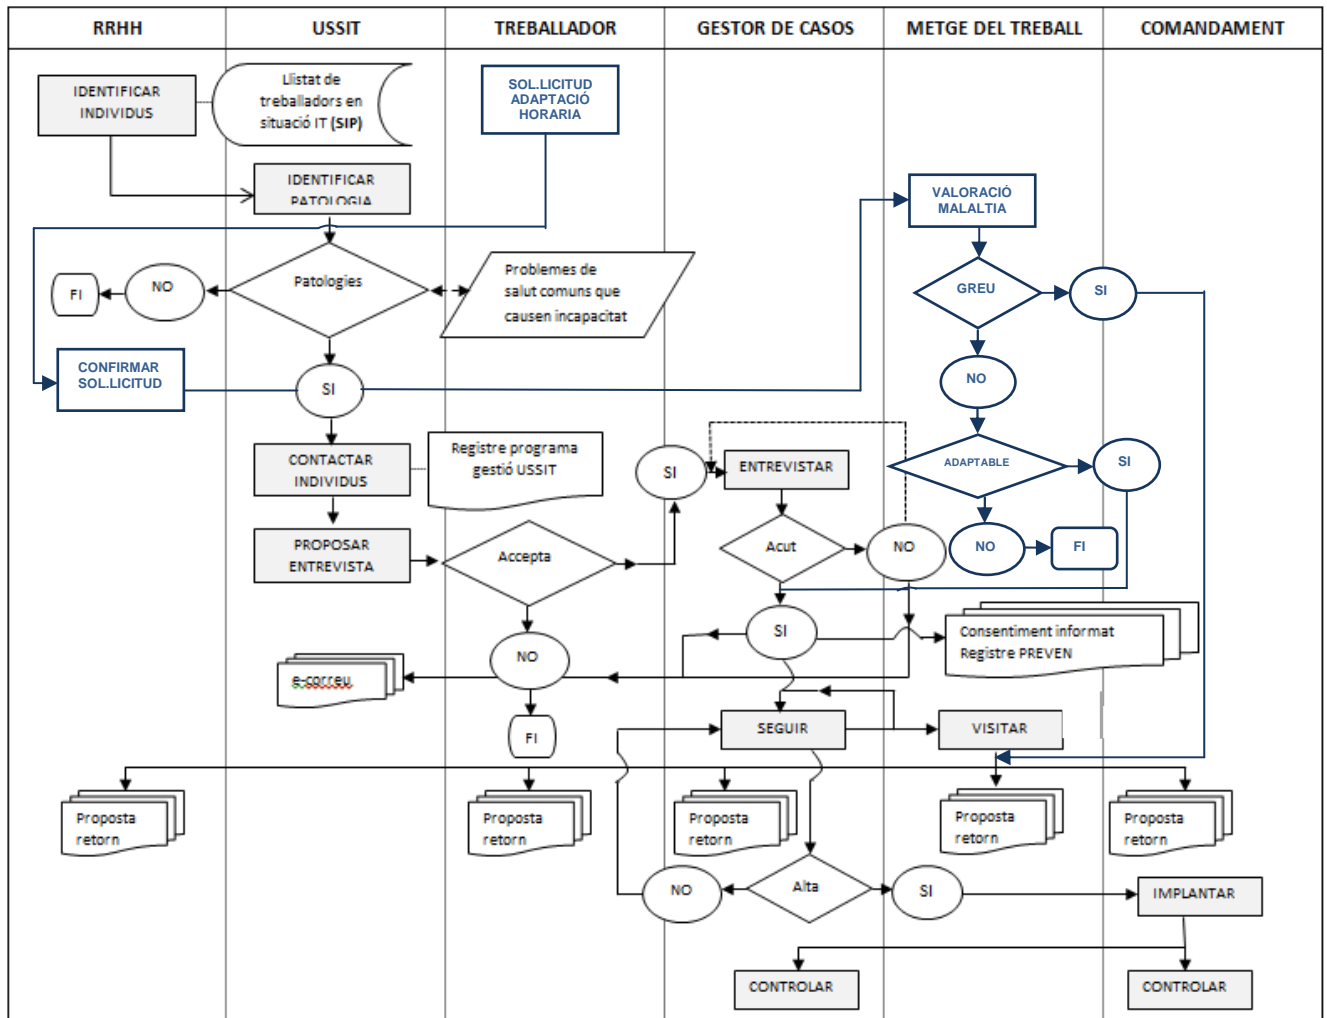 RRHH
USSIT
TREBALLADOR
GESTOR DE CASOS
METGE DEL TREBALL
COMANDAMENT
IDENTIFICAR
INDIVIDUS
Llistat de
treballadors en
situació IT (SIP)
SOL.LICITUD
ADAPTACIÓ
HORARIA
IDENTIFICAR
PATOLOGIA
VALORACIÓ
MALALTIA
FI
NO
Patologies
Problemes de
salut comuns que
causen incapacitat
GREU
SI
CONFIRMAR
SOL.LICITUD
SI
NO
CONTACTAR
INDIVIDUS
Registre programa
gestió USSIT
SI
ENTREVISTAR
ADAPTABLE
SI
PROPOSAR
ENTREVISTA
Accepta
Acut
NO
NO
FI
SI
Consentiment informat
Registre PREVEN
NO
e-correu
FI
SEGUIR
VISITAR
Proposta
retorn
Proposta
retorn
Proposta
retorn
Proposta
retorn
Proposta
retorn
NO
Alta
SI
IMPLANTAR
CONTROLAR
CONTROLAR